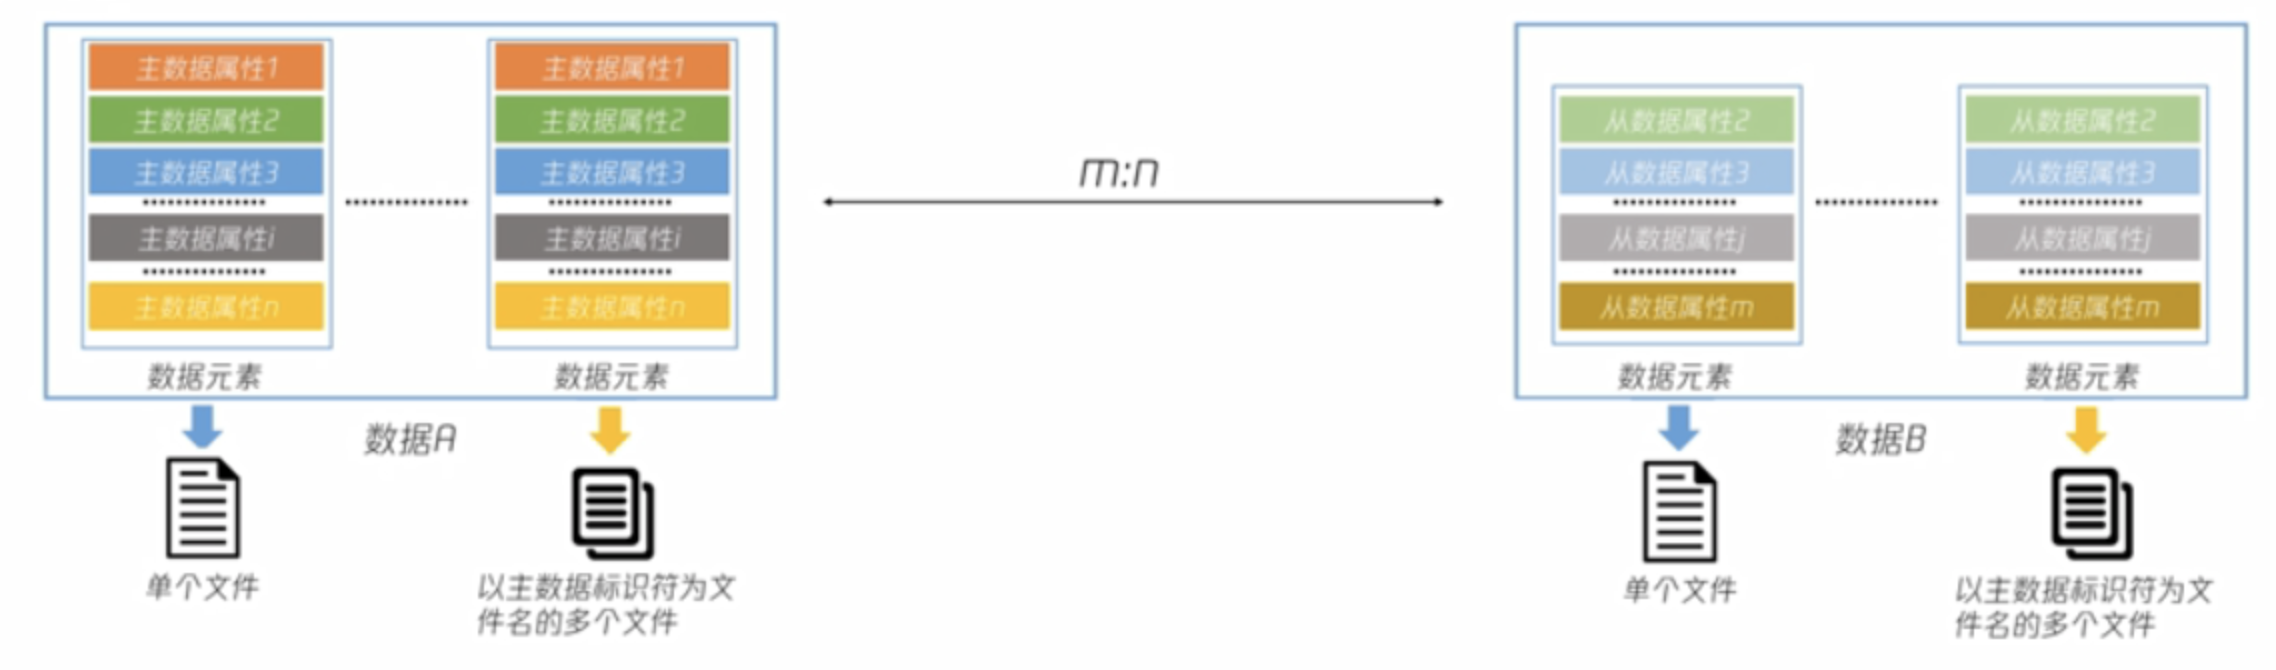 主数据属性1
主数据属性2
主数据属性3
主数据属性i
主数据属性n
数据元素
主数据属性1
主数据属性2
主数据属性3
主数据属性i
主数据属性n
数据元素
数据A
单个文件
以主数据标识符为文
件名的多个文件
m:n
从数据属性2
从数据属性3
从数据属性j
从数据属性m
数据元素
从数据属性2
从数据属性3
从数据属性j
从数据属性m
数据元素
数据B
单个文件
以主数据标识符为文
件名的多个文件